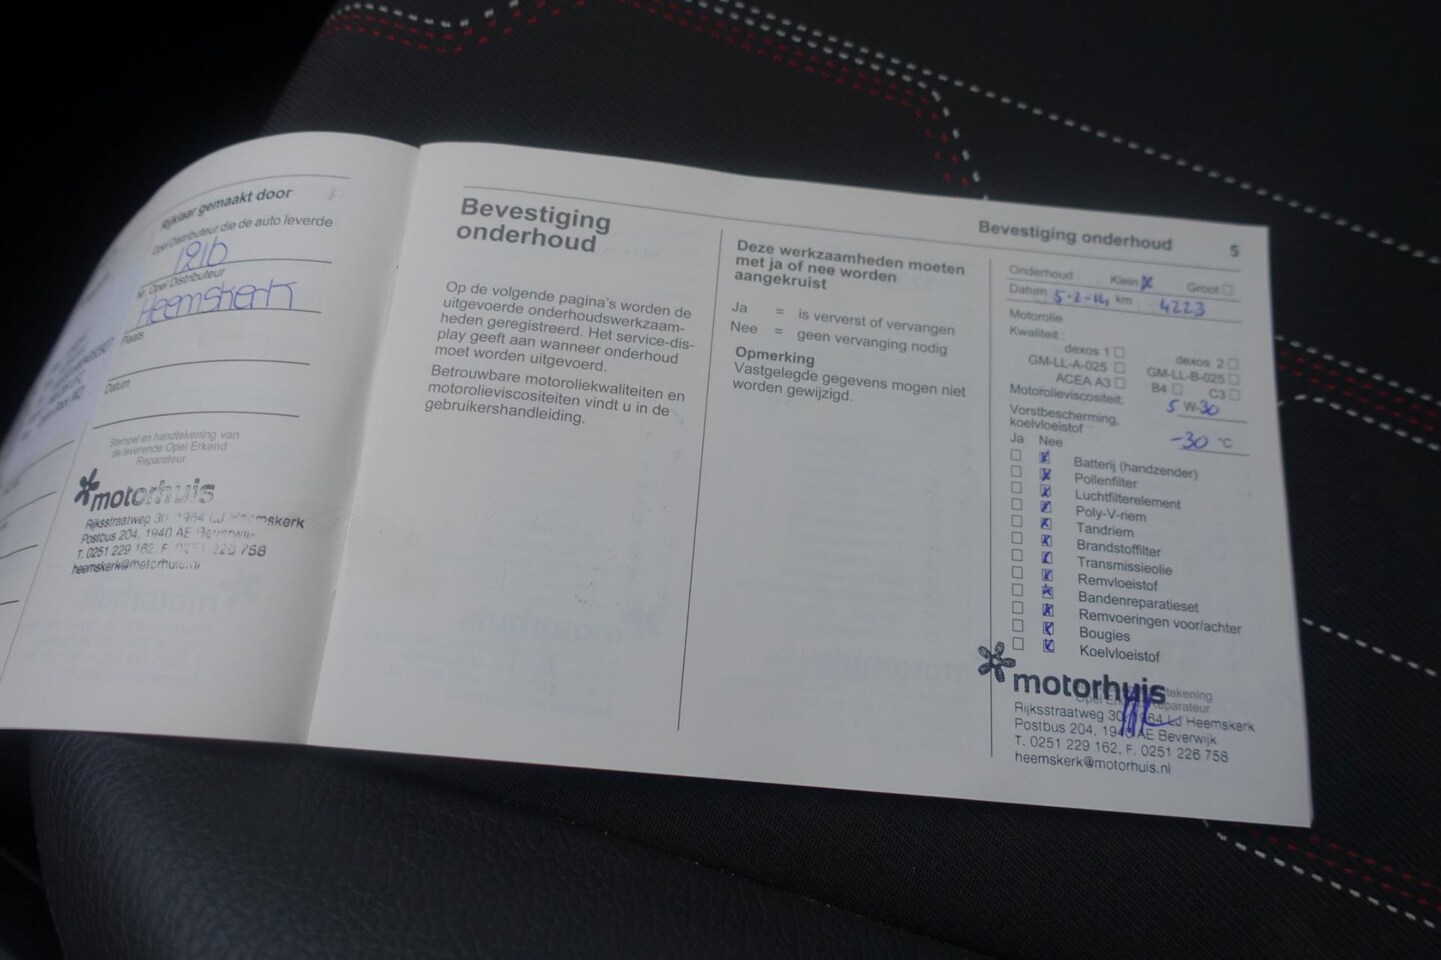 Rijklaar gemaakt door
Opel Distributeur die de auto leverde
1216
Nr. Opel Distributeur
Heemskerk
Plaats
Datum
Stempel en handtekening van
de leverende Opel Erkend
Reparateur
motorhuis
Rijksstraatweg 30, 1964 LJ Heemskerk
Postbus 204, 1940 AE Beverwijk
T. 0251 229 162, F. 0251 226 758
heemskerk@motorhuis.nl
Bevestiging
onderhoud
Op de volgende pagina's worden de
uitgevoerde onderhoudswerkzaam-
heden geregistreerd. Het service-dis-
play geeft aan wanneer onderhoud
moet worden uitgevoerd.
Betrouwbare motoroliekwaliteiten en
motorolieviscositeiten vindt u in de
gebruikershandleiding.
Deze werkzaamheden moeten
met ja of nee worden
aangekruist
Ja = is ververst of vervangen
Nee = geen vervanging nodig
Opmerking
Vastgelegde gegevens mogen niet
worden gewijzigd.
Bevestiging onderhoud 5
Onderhoud : Klein Groot
Datum 5-2-14 km 4223
Motorolie
Kwaliteit :
dexos 1 dexos 2
GM-LL-A-025 GM-LL-B-025
ACEA A3 B4 C3
Motorolieviscositeit: 5 W-30
Vorstbescherming,
koelvloeistof -30 °C
Ja Nee
Batterij (handzender)
Pollenfilter
Luchtfilterelement
Poly-V-riem
Tandriem
Brandstoffilter
Transmissieolie
Remvloeistof
Bandenreparatieset
Remvoeringen voor/achter
Bougies
Koelvloeistof
motorhuis
Rijksstraatweg 30, 1964 LJ Heemskerk
Postbus 204, 1940 AE Beverwijk
T. 0251 229 162, F. 0251 226 758
heemskerk@motorhuis.nl